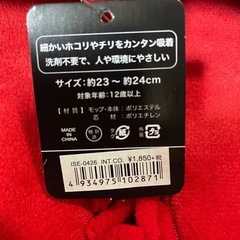 細かいホコリやチリをカンタン吸着
洗剤不要で、人や環境にやさしい
サイズ:約23～約24cm
対象年齢:12歳以上
【材質】モップ・本体:ポリエステル
芯材:ポリエチレン
MADE IN
CHINA
ISE-0426 INT.CO. ¥1,850+税
4 934975 102871